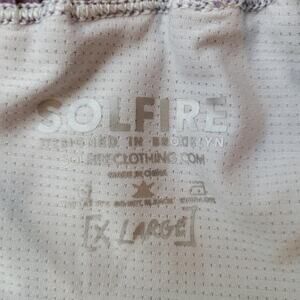 SOLFIRE
DESIGNED IN BROOKLYN
SOLFIRECLOTHING.COM
MADE IN CHINA
[X LARGE]